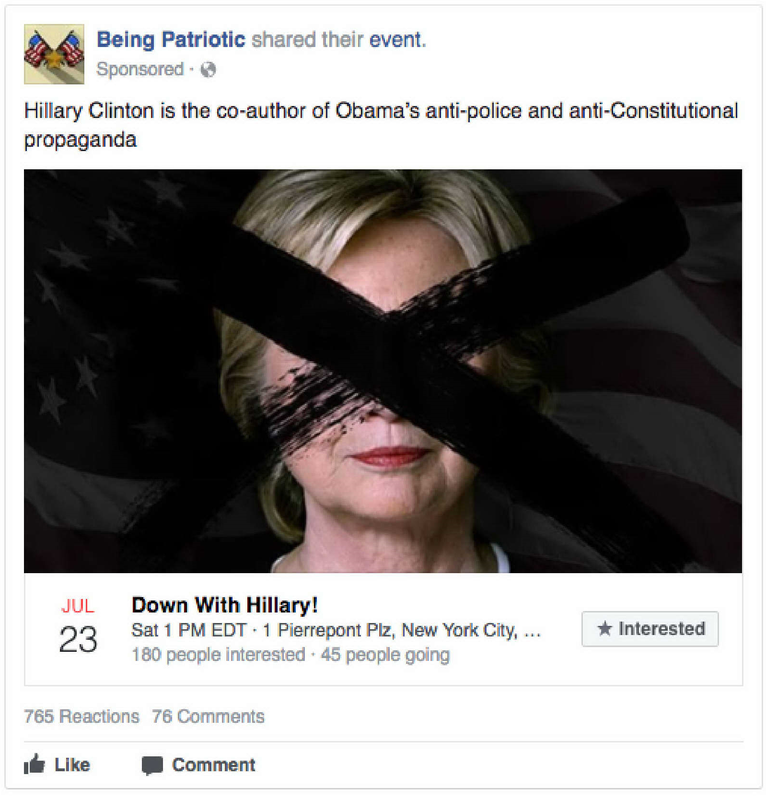 Being Patriotic shared their event.
Sponsored ·
Hillary Clinton is the co-author of Obama's anti-police and anti-Constitutional
propaganda
JUL
23
Down With Hillary!
Sat 1 PM EDT · 1 Pierrepont Plz, New York City, ...
180 people interested · 45 people going
★ Interested
765 Reactions 76 Comments
Like Comment